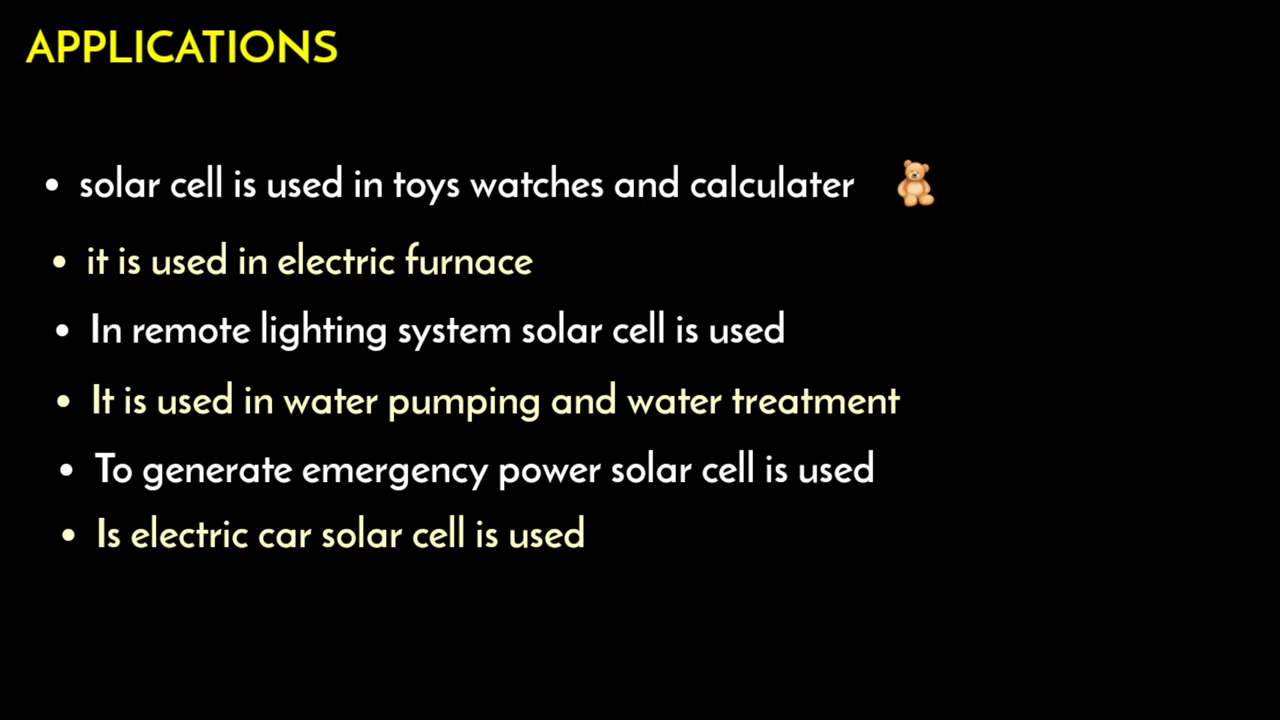 APPLICATIONS
• solar cell is used in toys watches and calculater 🧸
• it is used in electric furnace
• In remote lighting system solar cell is used
• It is used in water pumping and water treatment
• To generate emergency power solar cell is used
• Is electric car solar cell is used